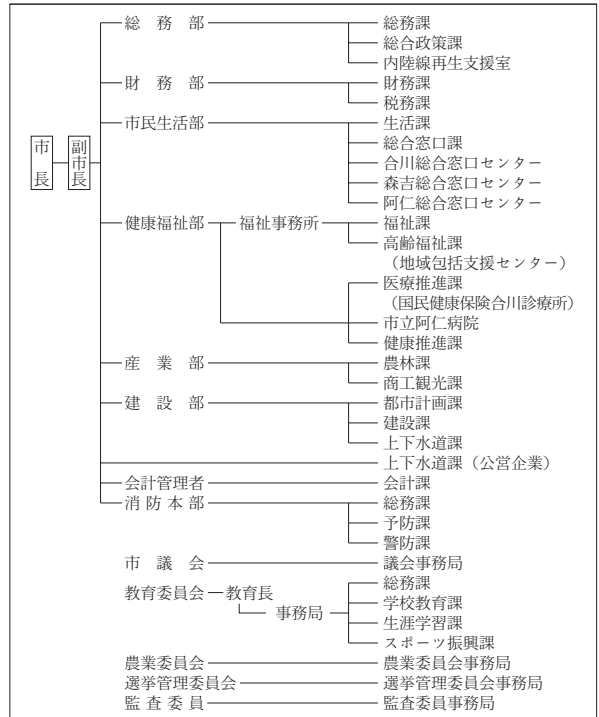 総務部 総務課
総合政策課
内陸線再生支援室
財務部 財務課
税務課
市民生活部 生活課
総合窓口課
市長 副市長 合川総合窓口センター
森吉総合窓口センター
阿仁総合窓口センター
健康福祉部 福祉事務所 福祉課
高齢福祉課
（地域包括支援センター）
医療推進課
（国民健康保険合川診療所）
市立阿仁病院
健康推進課
産業部 農林課
商工観光課
建設部 都市計画課
建設課
上下水道課
上下水道課（公営企業）
会計管理者 会計課
消防本部 総務課
予防課
警防課
市議会 議会事務局
総務課
教育委員会 教育長 学校教育課
事務局 生涯学習課
スポーツ振興課
農業委員会 農業委員会事務局
選挙管理委員会 選挙管理委員会事務局
監査委員 監査委員事務局